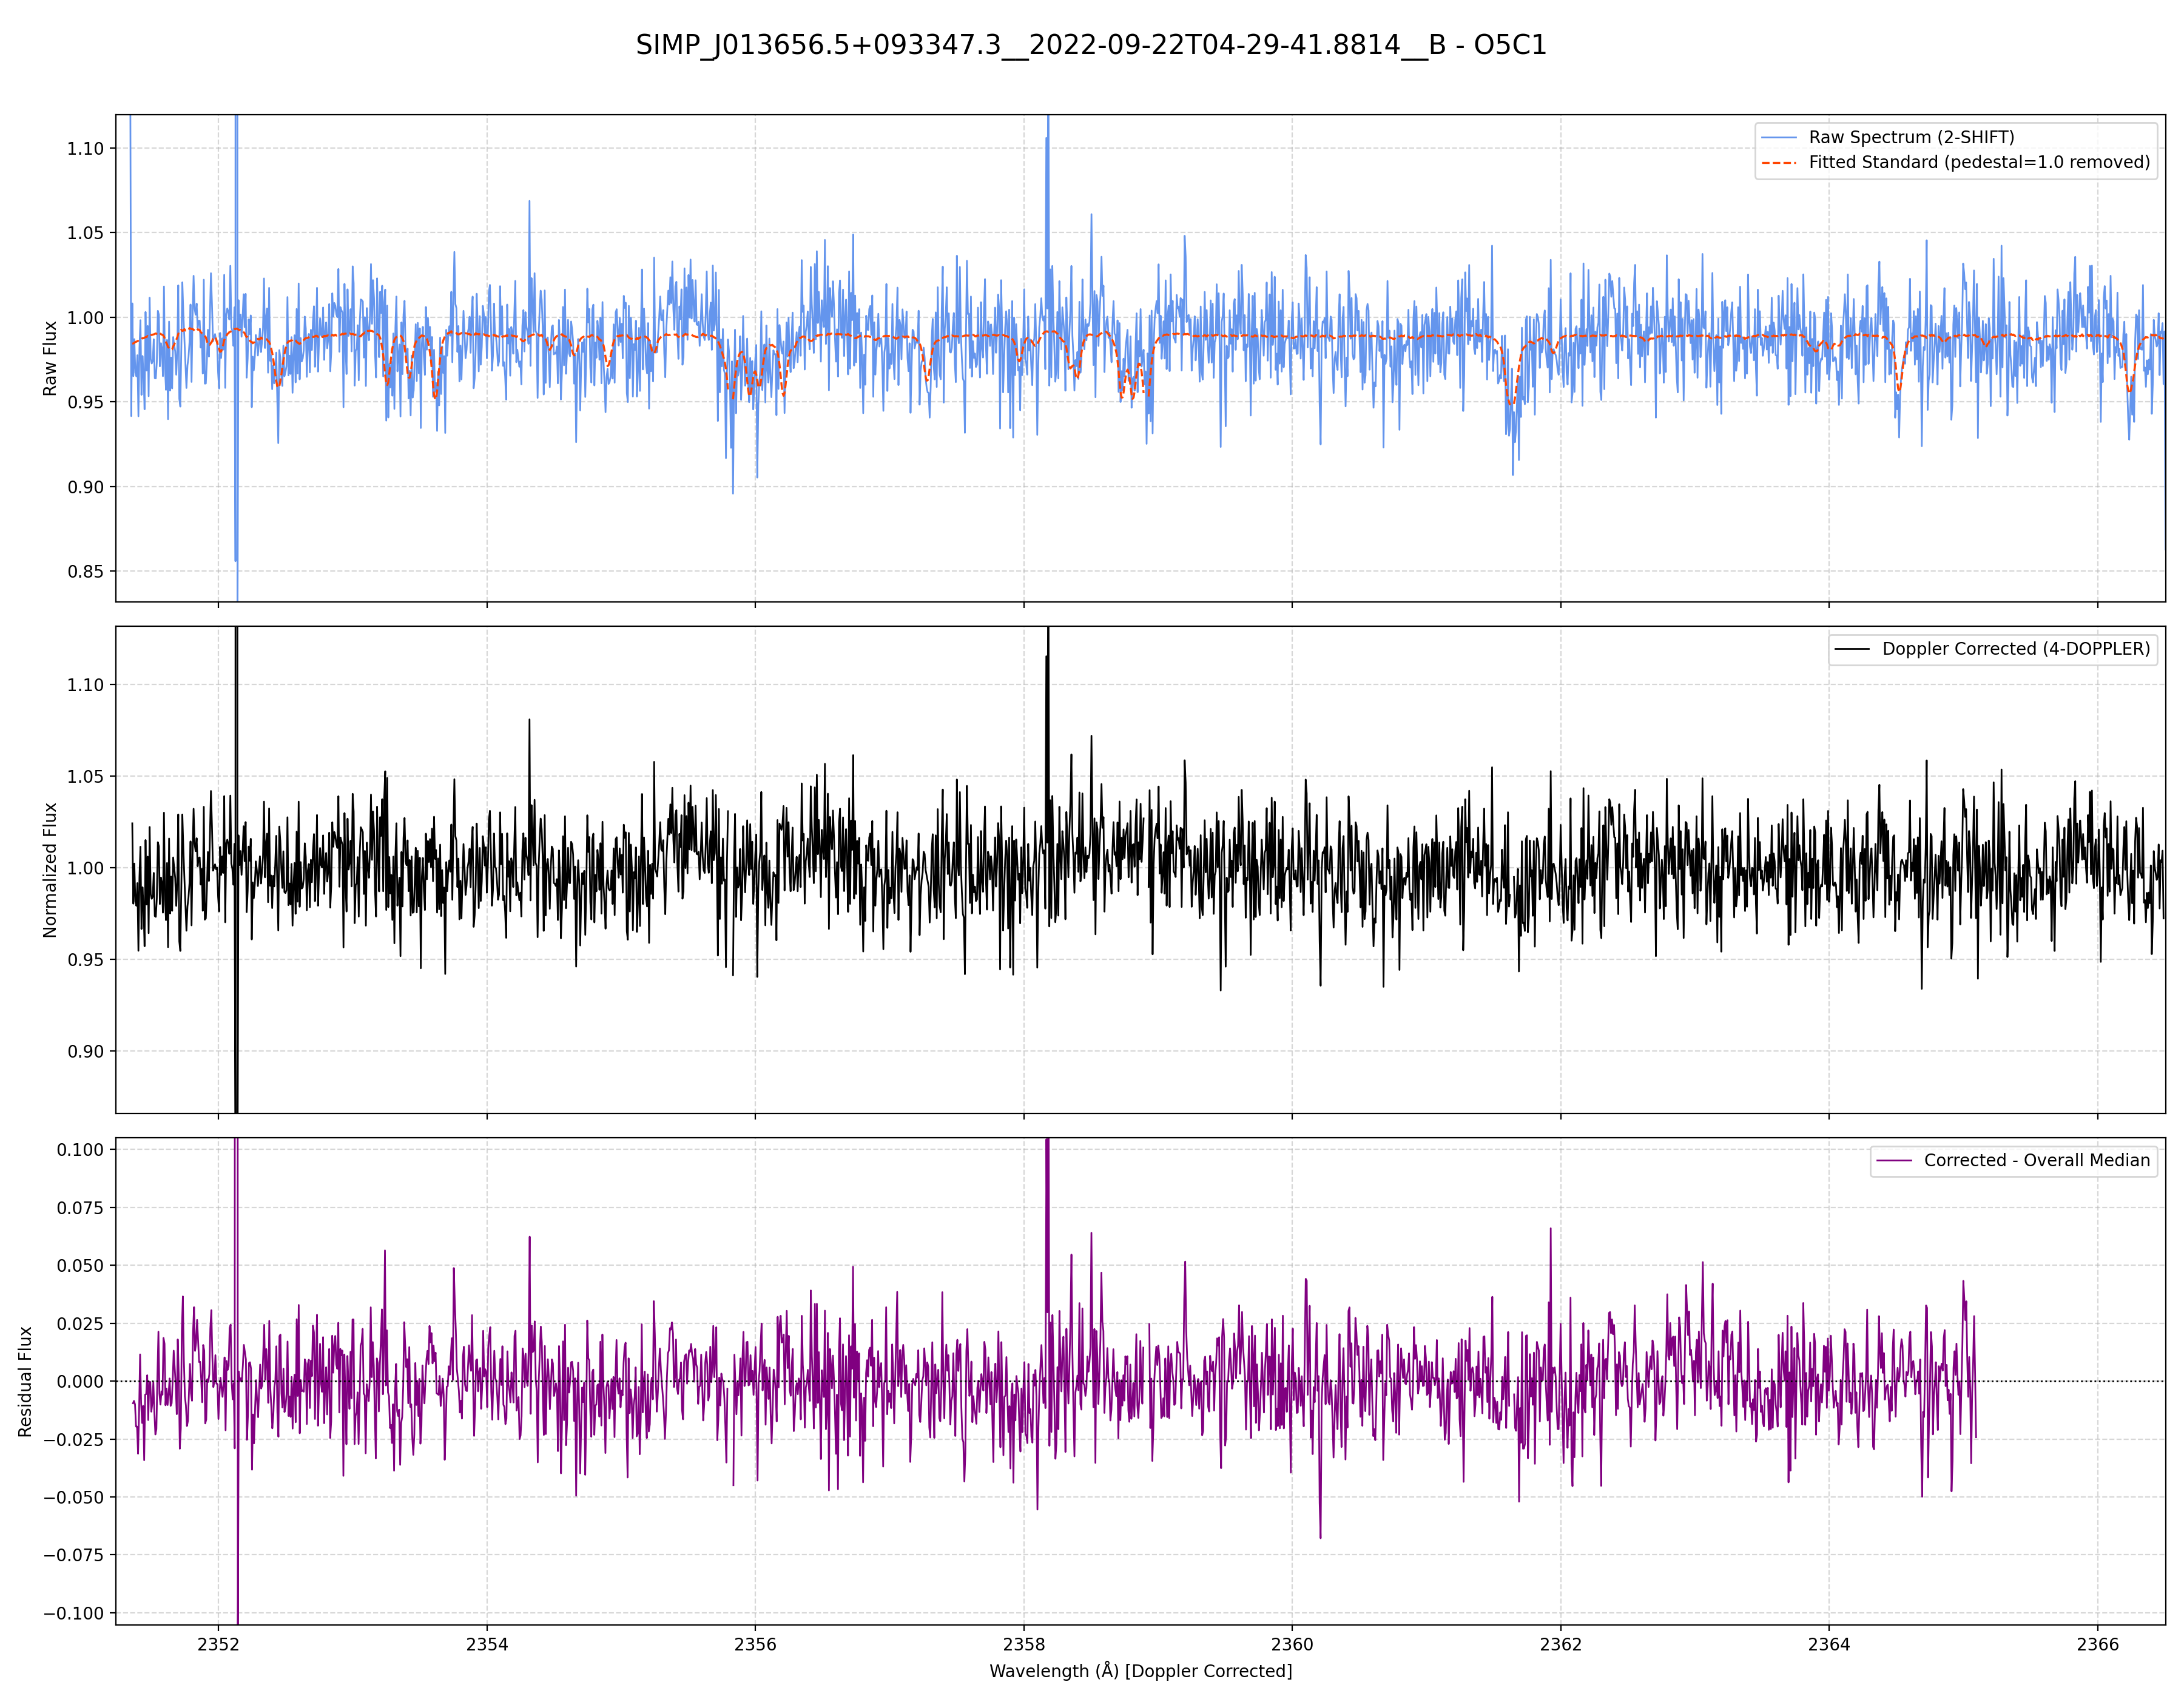 SIMP_J013656.5+093347.3__2022-09-22T04-29-41.8814__B - O5C1
Raw Flux
1.10
1.05
1.00
0.95
0.90
0.85
Raw Spectrum (2-SHIFT)
Fitted Standard (pedestal=1.0 removed)
Normalized Flux
1.10
1.05
1.00
0.95
0.90
Doppler Corrected (4-DOPPLER)
Residual Flux
0.100
0.075
0.050
0.025
0.000
−0.025
−0.050
−0.075
−0.100
Corrected - Overall Median
2352 2354 2356 2358 2360 2362 2364 2366
Wavelength (Å) [Doppler Corrected]